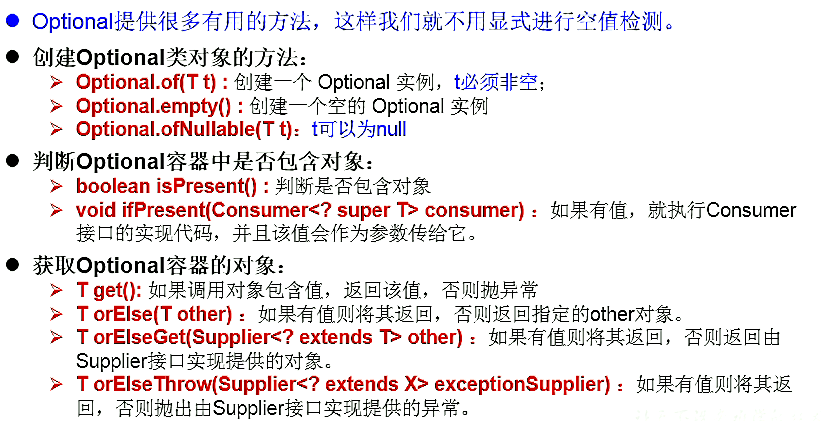 Optional提供很多有用的方法，这样我们就不用显式进行空值检测。
创建Optional类对象的方法：
Optional.of(T t) : 创建一个 Optional 实例，t必须非空；
Optional.empty() : 创建一个空的 Optional 实例
Optional.ofNullable(T t)：t可以为null
判断Optional容器中是否包含对象：
boolean isPresent() : 判断是否包含对象
void ifPresent(Consumer<? super T> consumer) ：如果有值，就执行Consumer
接口的实现代码，并且该值会作为参数传给它。
获取Optional容器的对象：
T get(): 如果调用对象包含值，返回该值，否则抛异常
T orElse(T other) ：如果有值则将其返回，否则返回指定的other对象。
T orElseGet(Supplier<? extends T> other) ：如果有值则将其返回，否则返回由
Supplier接口实现提供的对象。
T orElseThrow(Supplier<? extends X> exceptionSupplier) ：如果有值则将其返
回，否则抛出由Supplier接口实现提供的异常。